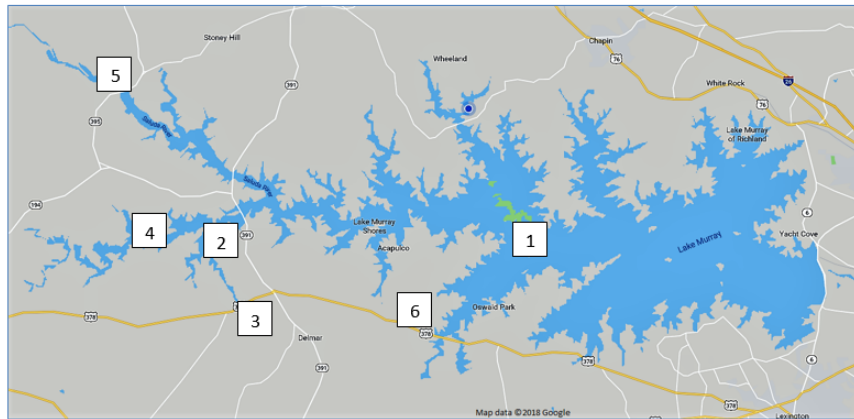 Stoney Hill
Wheeland
Chapin
76
391
5
26
White Rock
76
395
Saluda River
Lake Murray
of Richland
Saluda River
194
4
2
391
Lake Murray
Shores
Acapulco
1
6
Lake Murray
Yacht Cove
6
Oswald Park
378
3
378
378
Delmar
378
6
391
Map data ©2018 Google
Lexington